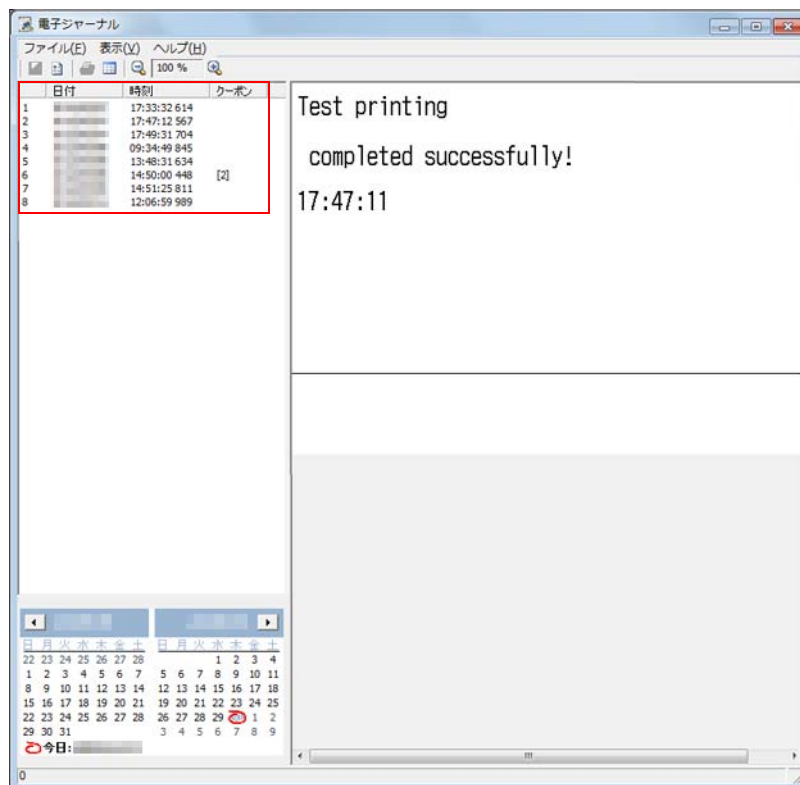 電子ジャーナル
ファイル(F) 表示(V) ヘルプ(H)
100 %
日付 時刻 クーポン
1 17:33:32 614
2 17:47:12 567
3 17:49:31 704
4 09:34:49 845
5 13:48:31 634
6 14:50:00 448 [2]
7 14:51:25 811
8 12:06:59 989
Test printing
completed successfully!
17:47:11
日 月 火 水 木 金 土 日 月 火 水 木 金 土
22 23 24 25 26 27 28 1 2 3 4
1 2 3 4 5 6 7 5 6 7 8 9 10 11
8 9 10 11 12 13 14 12 13 14 15 16 17 18
15 16 17 18 19 20 21 19 20 21 22 23 24 25
22 23 24 25 26 27 28 26 27 28 29 1 2
29 30 31 3 4 5 6 7 8 9
今日:
0